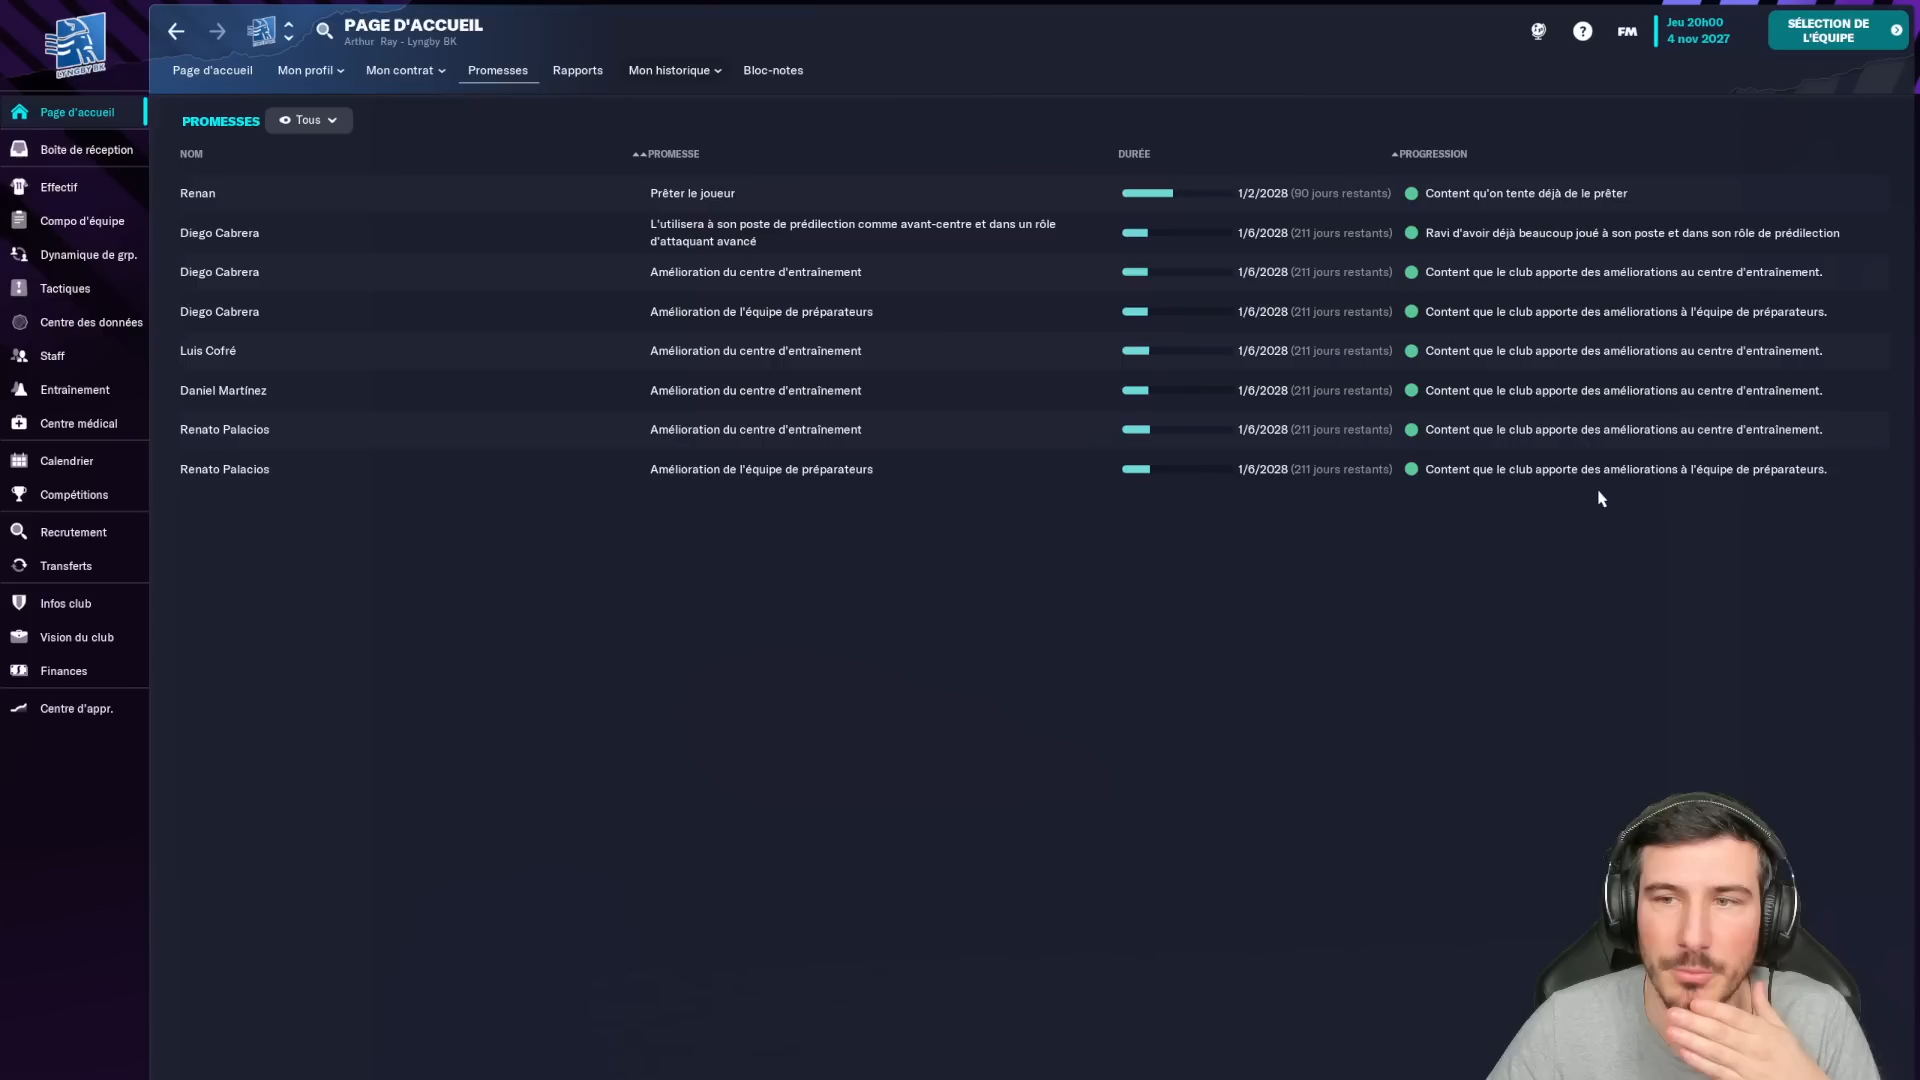 LYNGBY BK
PAGE D'ACCUEIL
Arthur Ray - Lyngby BK
FM
Jeu 20h00
4 nov 2027
SÉLECTION DE
L'ÉQUIPE
Page d'accueil
Mon profil
Mon contrat
Promesses
Rapports
Mon historique
Bloc-notes
Page d'accueil
Boîte de réception
Effectif
Compo d'équipe
Dynamique de grp.
Tactiques
Centre des données
Staff
Entraînement
Centre médical
Calendrier
Compétitions
Recrutement
Transferts
Infos club
Vision du club
Finances
Centre d'appr.
PROMESSES Tous
NOM PROMESSE DURÉE PROGRESSION
Renan Prêter le joueur 1/2/2028 (90 jours restants) Content qu'on tente déjà de le prêter
Diego Cabrera L'utilisera à son poste de prédilection comme avant-centre et dans un rôle
d'attaquant avancé 1/6/2028 (211 jours restants) Ravi d'avoir déjà beaucoup joué à son poste et dans son rôle de prédilection
Diego Cabrera Amélioration du centre d'entraînement 1/6/2028 (211 jours restants) Content que le club apporte des améliorations au centre d'entraînement.
Diego Cabrera Amélioration de l'équipe de préparateurs 1/6/2028 (211 jours restants) Content que le club apporte des améliorations à l'équipe de préparateurs.
Luis Cofré Amélioration du centre d'entraînement 1/6/2028 (211 jours restants) Content que le club apporte des améliorations au centre d'entraînement.
Daniel Martínez Amélioration du centre d'entraînement 1/6/2028 (211 jours restants) Content que le club apporte des améliorations au centre d'entraînement.
Renato Palacios Amélioration du centre d'entraînement 1/6/2028 (211 jours restants) Content que le club apporte des améliorations au centre d'entraînement.
Renato Palacios Amélioration de l'équipe de préparateurs 1/6/2028 (211 jours restants) Content que le club apporte des améliorations à l'équipe de préparateurs.